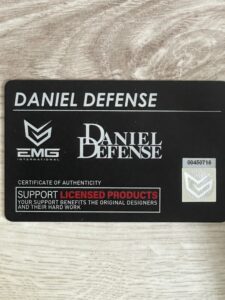 DANIEL DEFENSE
EMG
INTERNATIONAL
DANIEL
DEFENSE
00450716
CERTIFICATE OF AUTHENTICITY
SUPPORT LICENSED PRODUCTS
YOUR SUPPORT BENEFITS THE ORIGINAL DESIGNERS
AND THEIR HARD WORK